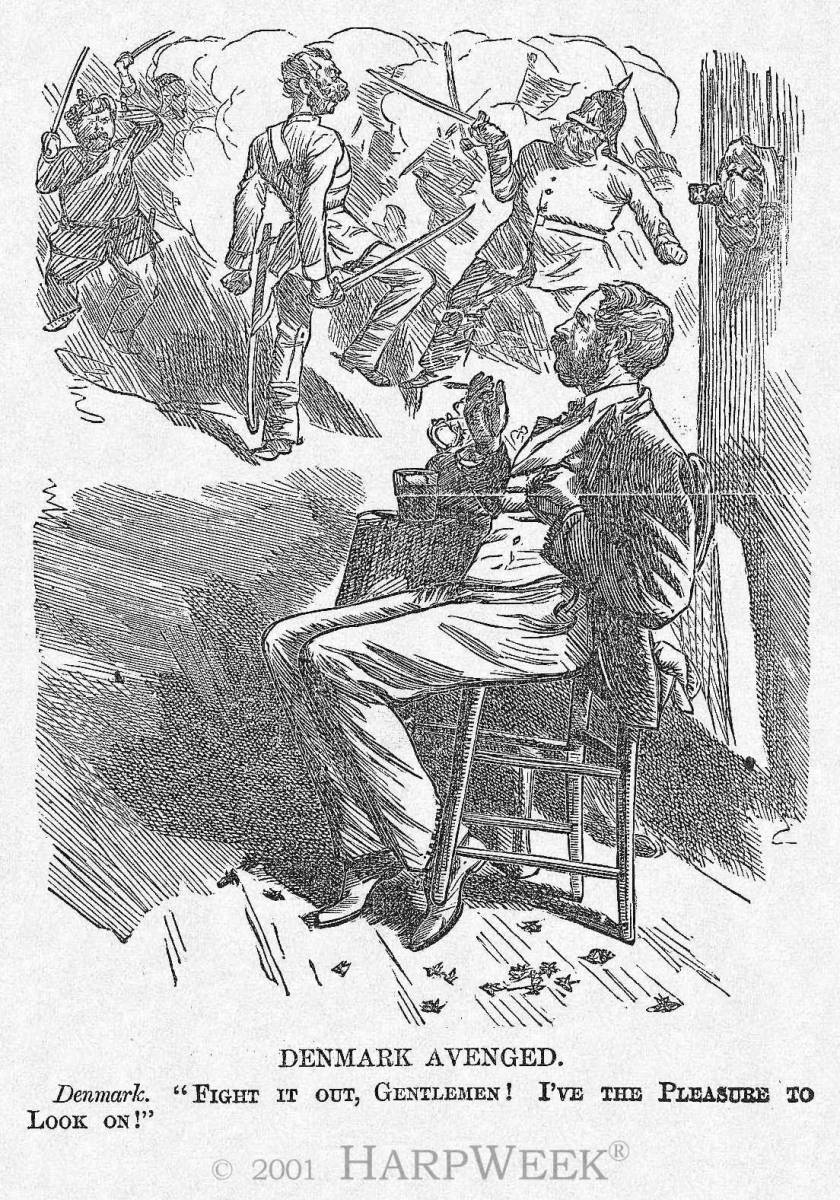 DENMARK AVENGED.
Denmark. "FIGHT IT OUT, GENTLEMEN! I'VE THE PLEASURE TO
LOOK ON!"
© 2001 HARPWEEK®